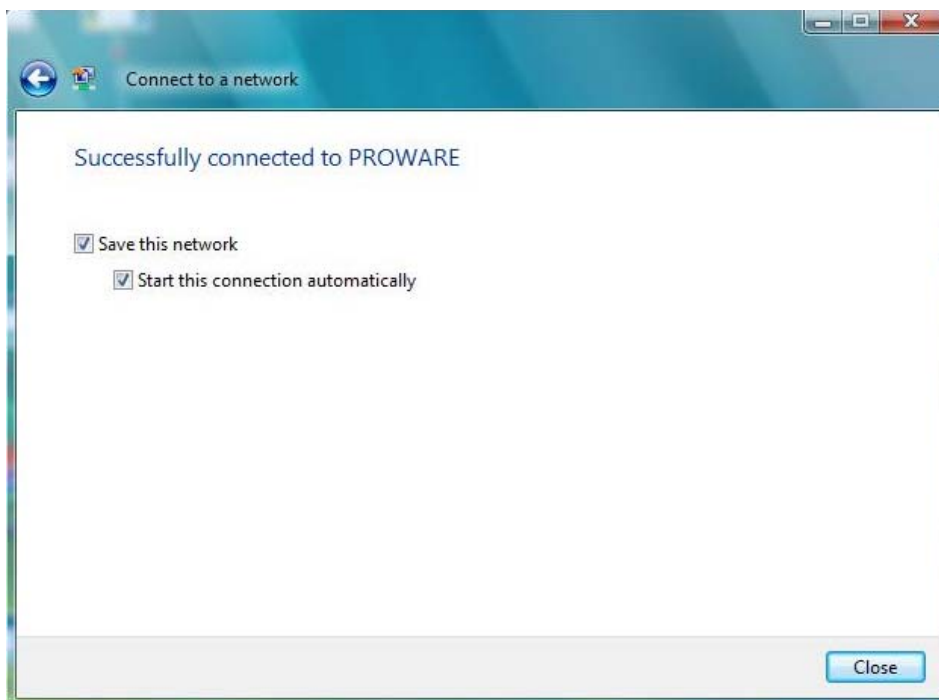 Connect to a network
Successfully connected to PROWARE
Save this network
Start this connection automatically
Close